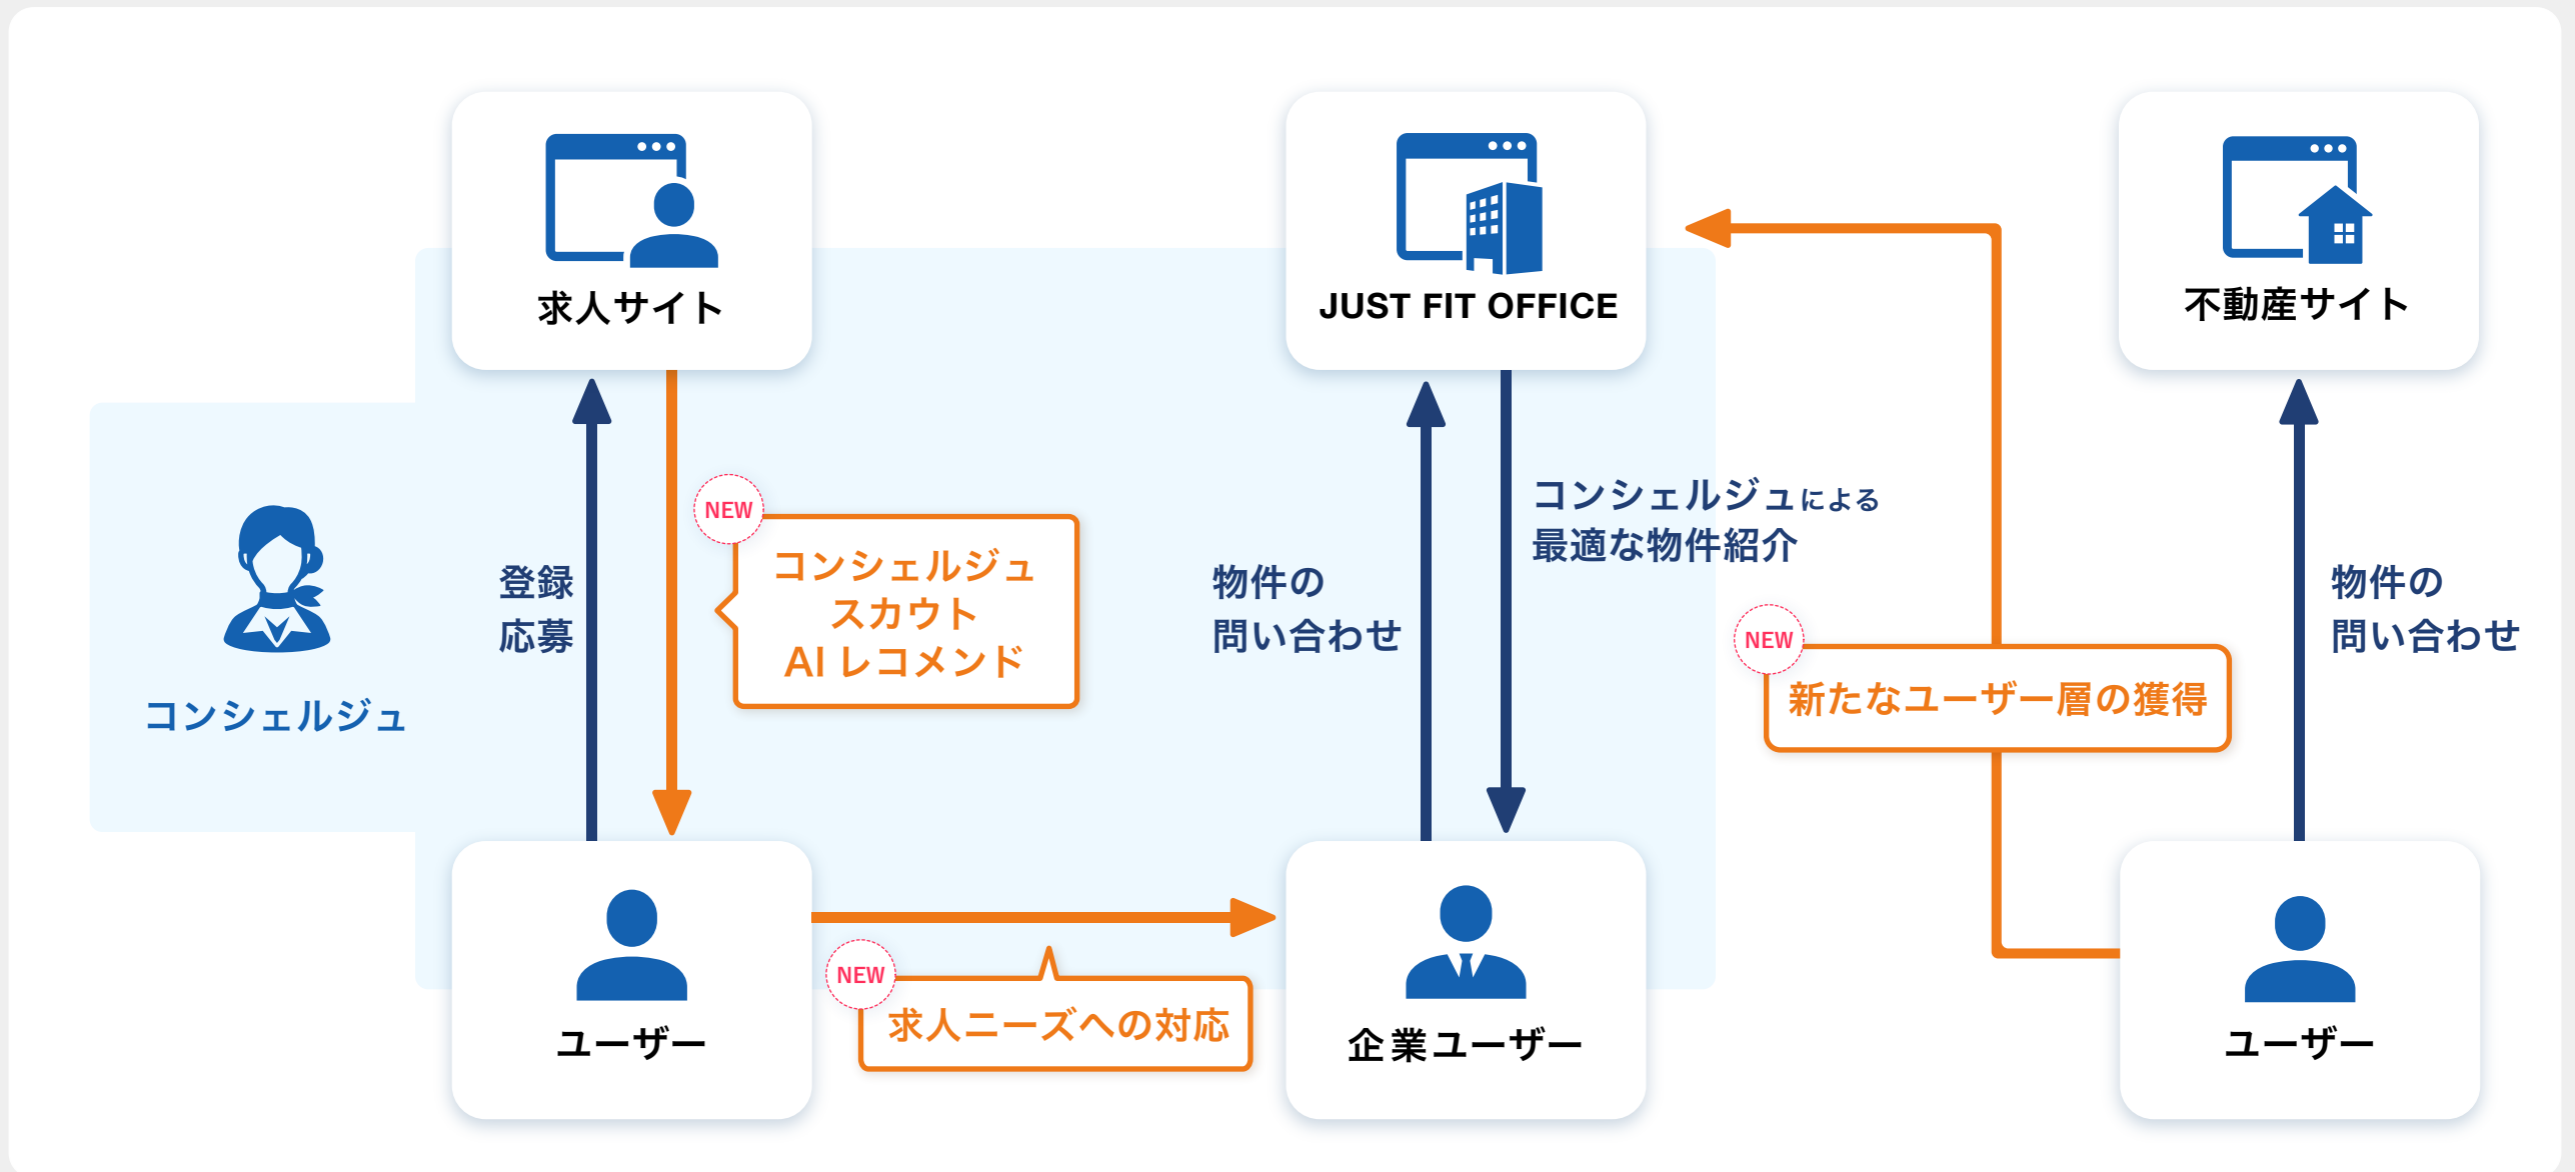 求人サイト
JUST FIT OFFICE
不動産サイト
コンシェルジュ
登録
応募
NEW
コンシェルジュ
スカウト
AI レコメンド
物件の
問い合わせ
コンシェルジュによる
最適な物件紹介
NEW
新たなユーザー層の獲得
物件の
問い合わせ
NEW
求人ニーズへの対応
ユーザー
企業ユーザー
ユーザー